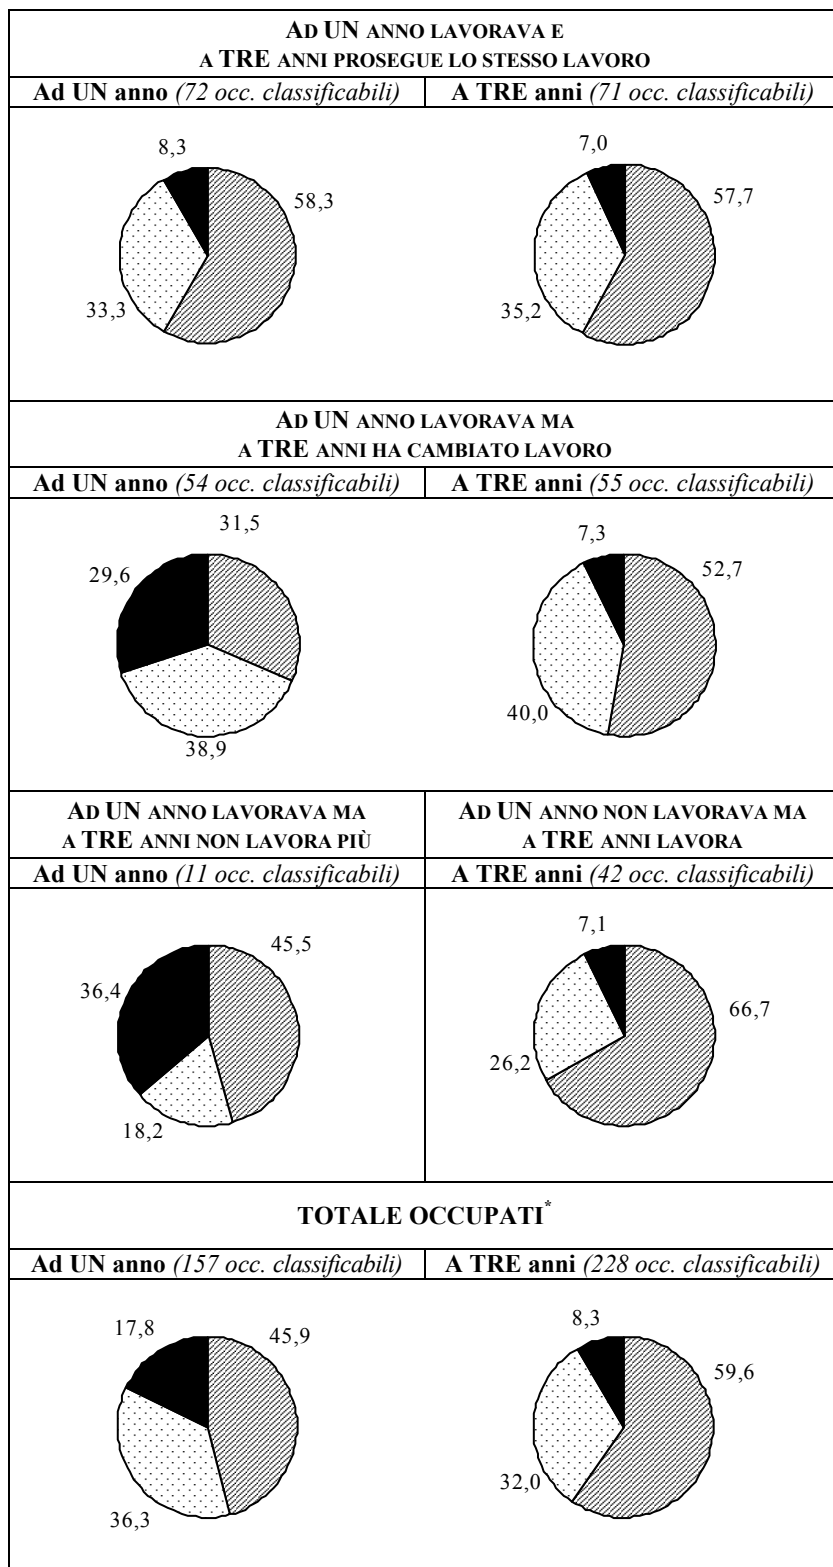 AD UN ANNO LAVORAVA E
A TRE ANNI PROSEGUE LO STESSO LAVORO
Ad UN anno (72 occ. classificabili)
A TRE anni (71 occ. classificabili)
8,3
58,3
33,3
7,0
57,7
35,2
AD UN ANNO LAVORAVA MA
A TRE ANNI HA CAMBIATO LAVORO
Ad UN anno (54 occ. classificabili)
A TRE anni (55 occ. classificabili)
31,5
29,6
38,9
7,3
52,7
40,0
AD UN ANNO LAVORAVA MA
A TRE ANNI NON LAVORA PIÙ
AD UN ANNO NON LAVORAVA MA
A TRE ANNI LAVORA
Ad UN anno (11 occ. classificabili)
A TRE anni (42 occ. classificabili)
45,5
36,4
18,2
7,1
66,7
26,2
TOTALE OCCUPATI*
Ad UN anno (157 occ. classificabili)
A TRE anni (228 occ. classificabili)
17,8
45,9
36,3
8,3
59,6
32,0